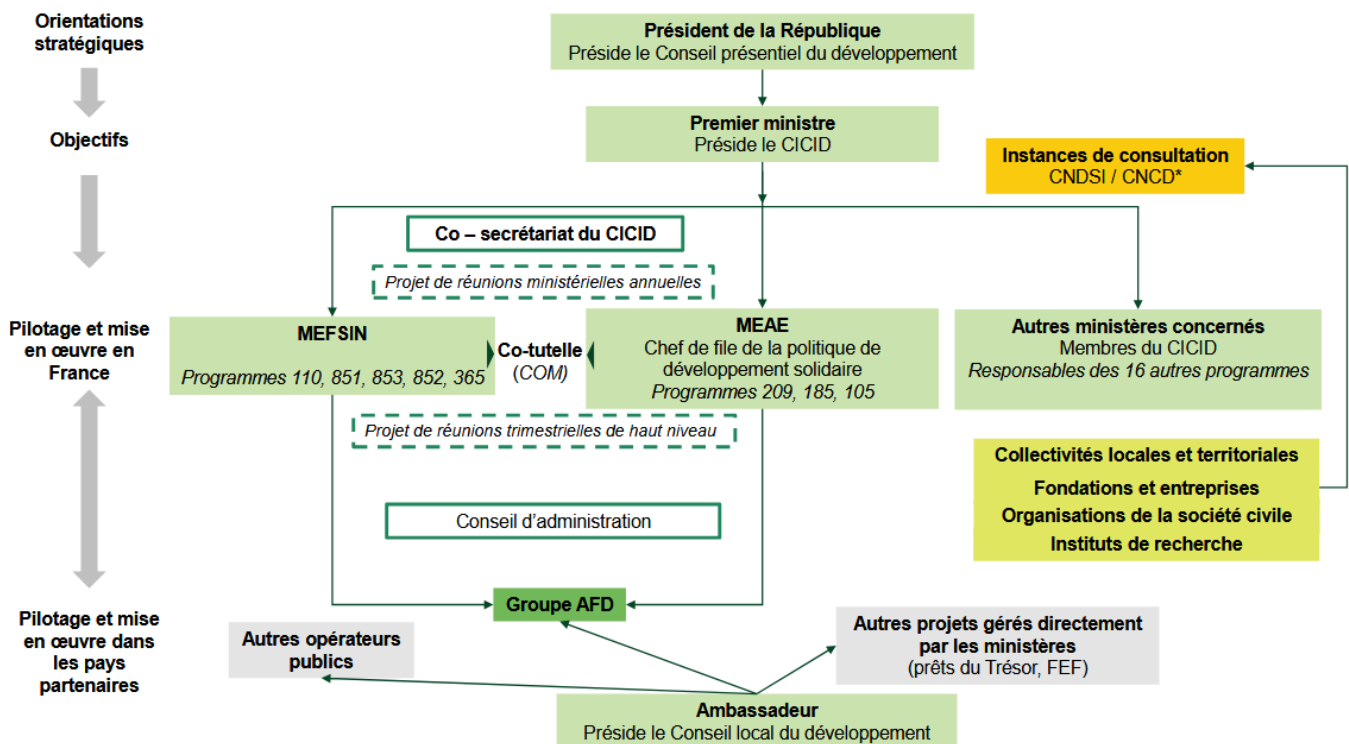 Orientations
stratégiques
Président de la République
Préside le Conseil présentiel du développement
Objectifs
Premier ministre
Préside le CICID
Instances de consultation
CNDSI / CNCD*
Co – secrétariat du CICID
Projet de réunions ministérielles annuelles
Pilotage et mise
en œuvre en
France
MEFSIN
Programmes 110, 851, 853, 852, 365
Co-tutelle
(COM)
MEAE
Chef de file de la politique de
développement solidaire
Programmes 209, 185, 105
Autres ministères concernés
Membres du CICID
Responsables des 16 autres programmes
Projet de réunions trimestrielles de haut niveau
Collectivités locales et territoriales
Fondations et entreprises
Organisations de la société civile
Instituts de recherche
Conseil d'administration
Pilotage et mise
en œuvre dans
les pays
partenaires
Groupe AFD
Autres opérateurs
publics
Autres projets gérés directement
par les ministères
(prêts du Trésor, FEF)
Ambassadeur
Préside le Conseil local du développement